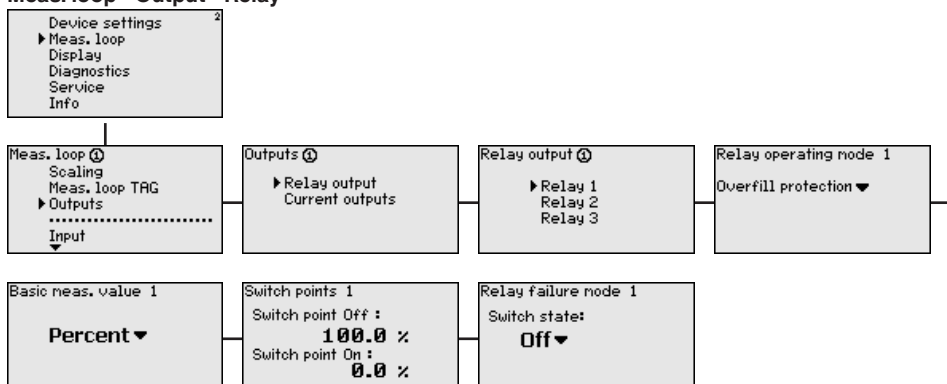 Meas. loop - Output - Relay
Device settings
2
Meas. loop
Display
Diagnostics
Service
Info
Meas. loop ①
Scaling
Meas. loop TAG
Outputs
Input
Outputs ①
Relay output
Current outputs
Relay output ①
Relay 1
Relay 2
Relay 3
Relay operating mode 1
Overfill protection
Basic meas. value 1
Percent
Switch points 1
Switch point Off :
100.0 %
Switch point On :
0.0 %
Relay failure mode 1
Switch state:
Off